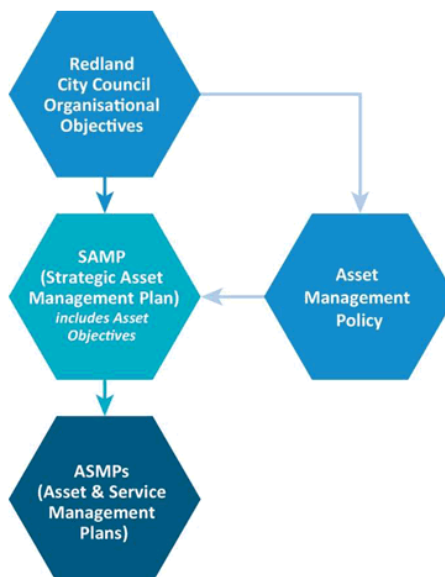 Redland
City Council
Organisational
Objectives
SAMP
(Strategic Asset
Management Plan)
includes Asset
Objectives
Asset
Management
Policy
ASMPs
(Asset & Service
Management
Plans)